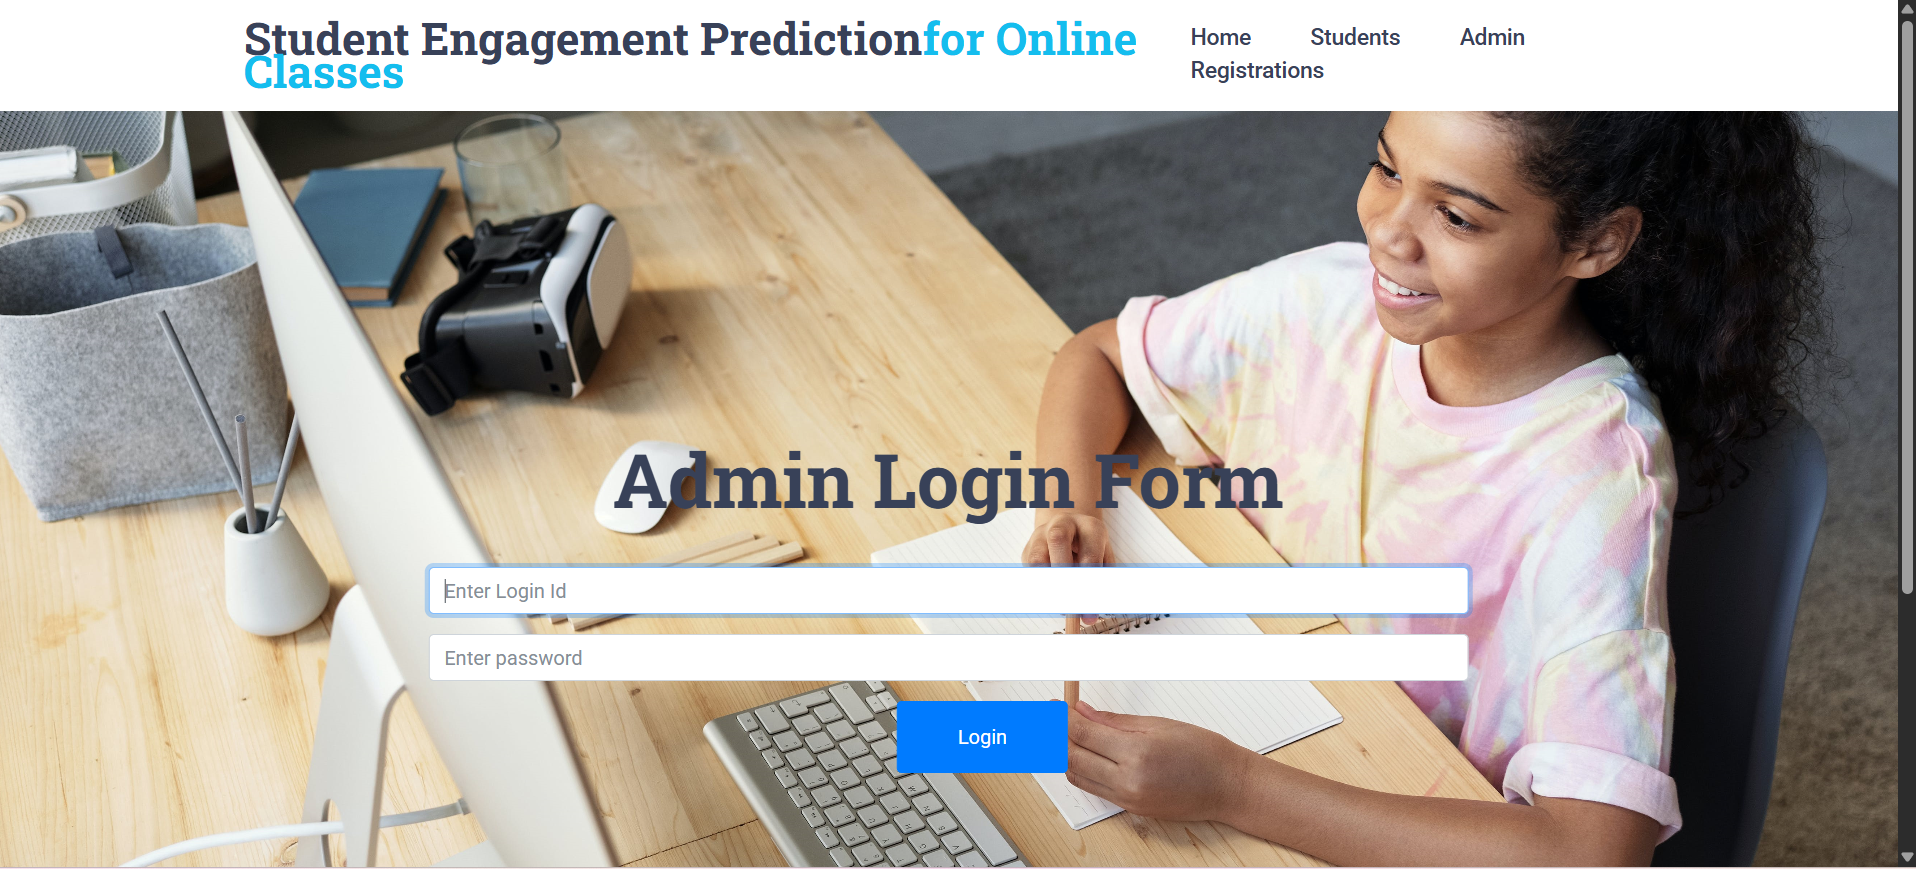 Student Engagement Predictionfor Online
Classes
Home Students Admin
Registrations
Admin Login Form
Enter Login Id
Enter password
Login